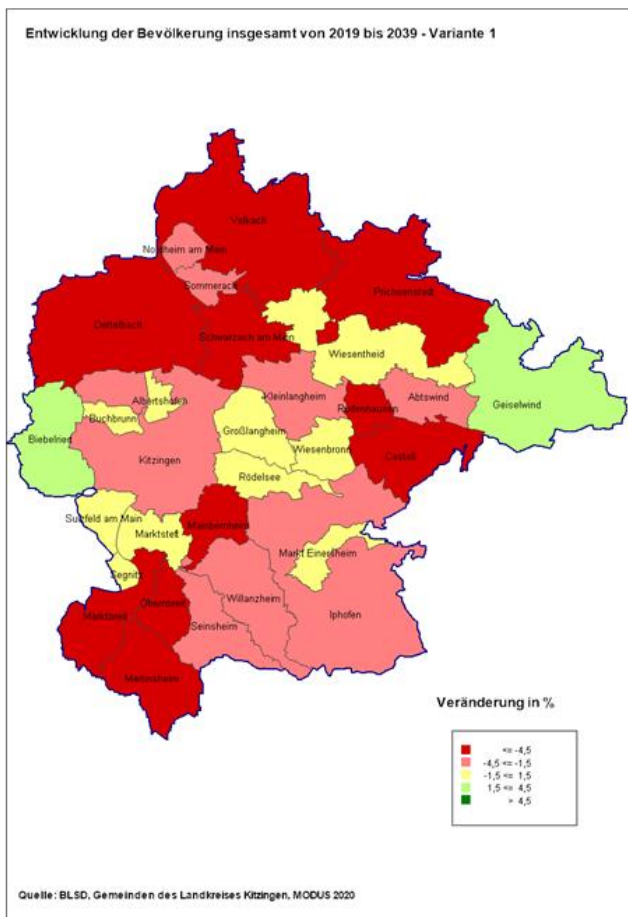 Entwicklung der Bevölkerung insgesamt von 2019 bis 2039 - Variante 1
Volkach
Nordheim am Main
Sommerach
Prichsenstadt
Dettelbach
Schwarzach am Main
Wiesentheid
Kleinlangheim
Abtswind
Geiselwind
Albertshofen
Rüdenhausen
Buchbrunn
Großlangheim
Biebelried
Wiesenbronn
Castell
Kitzingen
Rödelsee
Sulzfeld am Main
Mainbernheim
Marktsteft
Markt Einersheim
Segnitz
Obernbreit
Willanzheim
Marktbreit
Iphofen
Seinsheim
Martinsheim
Veränderung in %
<= -4,5
-4,5 <= -1,5
-1,5 <= 1,5
1,5 <= 4,5
> 4,5
Quelle: BLSD, Gemeinden des Landkreises Kitzingen, MODUS 2020